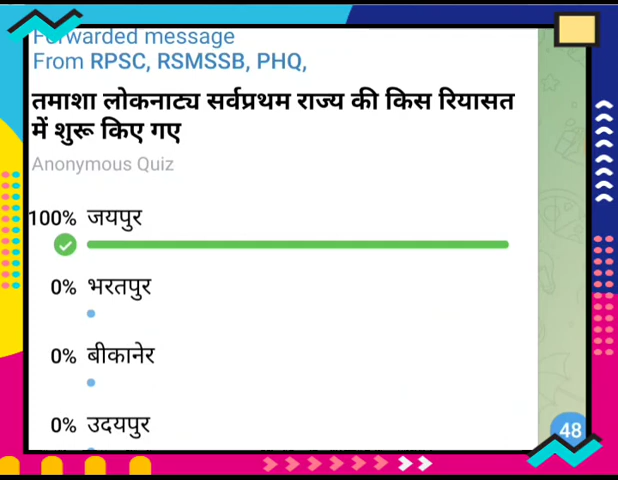 Forwarded message
From RPSC, RSMSSB, PHQ,
तमाशा लोकनाट्य सर्वप्रथम राज्य की किस रियासत
में शुरू किए गए
Anonymous Quiz
100% जयपुर
0% भरतपुर
0% बीकानेर
0% उदयपुर
48